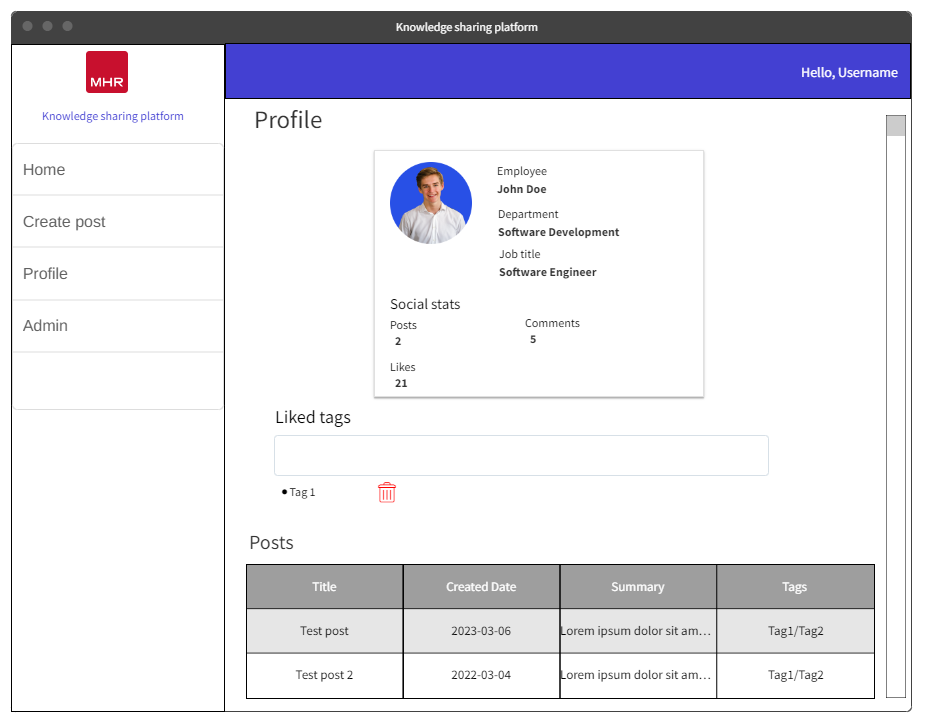 Knowledge sharing platform
MHR
Knowledge sharing platform
Hello, Username
Home
Create post
Profile
Admin
Profile
Employee
John Doe
Department
Software Development
Job title
Software Engineer
Social stats
Posts
2
Comments
5
Likes
21
Liked tags
Tag 1
Posts
Title Created Date Summary Tags
Test post 2023-03-06 Lorem ipsum dolor sit am... Tag1/Tag2
Test post 2 2022-03-04 Lorem ipsum dolor sit am... Tag1/Tag2